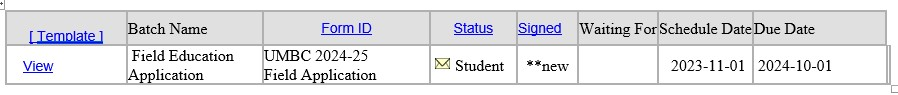 [ Template ] Batch Name Form ID Status Signed Waiting For Schedule Date Due Date
View Field Education Application UMBC 2024-25 Field Application Student **new 2023-11-01 2024-10-01